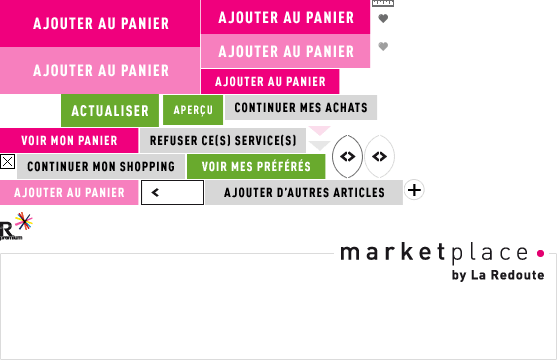 AJOUTER AU PANIER
AJOUTER AU PANIER
AJOUTER AU PANIER
AJOUTER AU PANIER
AJOUTER AU PANIER
ACTUALISER
APERÇU
CONTINUER MES ACHATS
VOIR MON PANIER
REFUSER CE(S) SERVICE(S)
CONTINUER MON SHOPPING
VOIR MES PRÉFÉRÉS
AJOUTER AU PANIER
AJOUTER D'AUTRES ARTICLES
R
premium
marketplace
by La Redoute